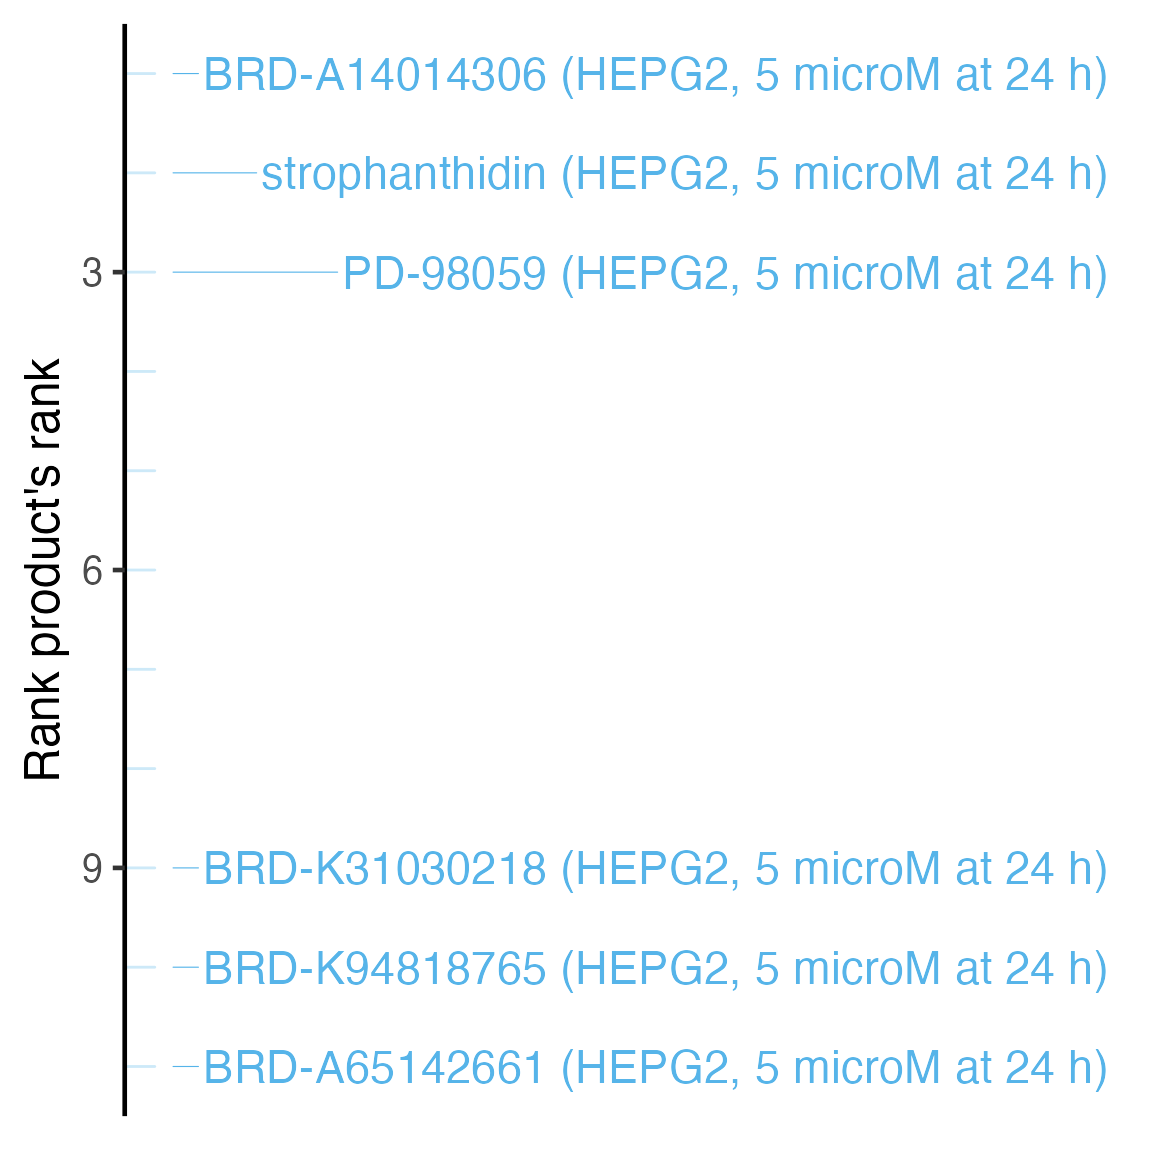 BRD-A14014306 (HEPG2, 5 microM at 24 h)
strophanthidin (HEPG2, 5 microM at 24 h)
3
PD-98059 (HEPG2, 5 microM at 24 h)
Rank product's rank
6
9
BRD-K31030218 (HEPG2, 5 microM at 24 h)
BRD-K94818765 (HEPG2, 5 microM at 24 h)
BRD-A65142661 (HEPG2, 5 microM at 24 h)